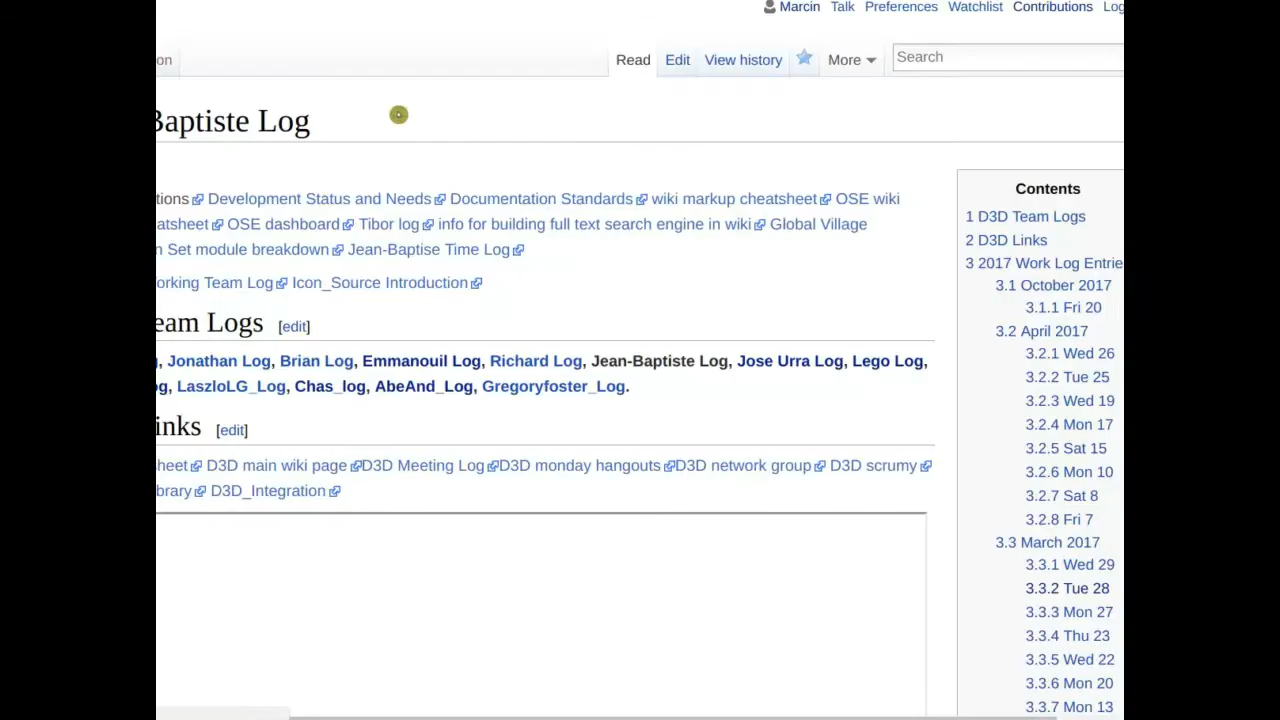 Marcin Talk Preferences Watchlist Contributions Log
on Read Edit View history More Search
Baptiste Log
tions Development Status and Needs Documentation Standards wiki markup cheatsheet OSE wiki
atsheet OSE dashboard Tibor log info for building full text search engine in wiki Global Village
n Set module breakdown Jean-Baptise Time Log
orking Team Log Icon_Source Introduction
eam Logs [edit]
g, Jonathan Log, Brian Log, Emmanouil Log, Richard Log, Jean-Baptiste Log, Jose Urra Log, Lego Log,
og, LaszloLG_Log, Chas_log, AbeAnd_Log, Gregoryfoster_Log.
inks [edit]
heet D3D main wiki page D3D Meeting Log D3D monday hangouts D3D network group D3D scrumy
brary D3D_Integration
Contents
1 D3D Team Logs
2 D3D Links
3 2017 Work Log Entrie
3.1 October 2017
3.1.1 Fri 20
3.2 April 2017
3.2.1 Wed 26
3.2.2 Tue 25
3.2.3 Wed 19
3.2.4 Mon 17
3.2.5 Sat 15
3.2.6 Mon 10
3.2.7 Sat 8
3.2.8 Fri 7
3.3 March 2017
3.3.1 Wed 29
3.3.2 Tue 28
3.3.3 Mon 27
3.3.4 Thu 23
3.3.5 Wed 22
3.3.6 Mon 20
3.3.7 Mon 13